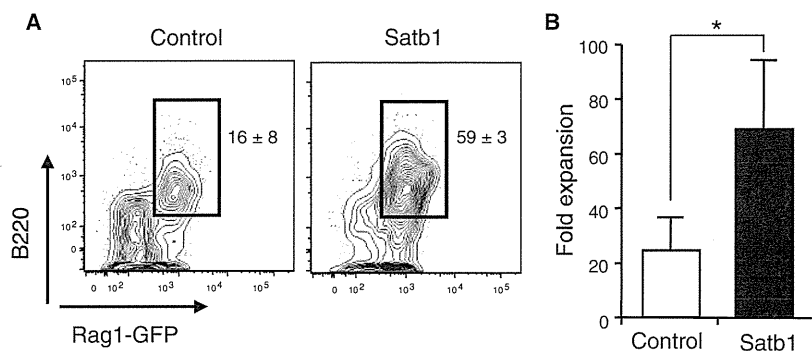 A
Control
Satb1
B220
10⁵
10⁴
10³
10²
0
16 ± 8
59 ± 3
0 10² 10³ 10⁴ 10⁵
0 10² 10³ 10⁴ 10⁵
Rag1-GFP
B
*
Fold expansion
100
80
60
40
20
0
Control
Satb1